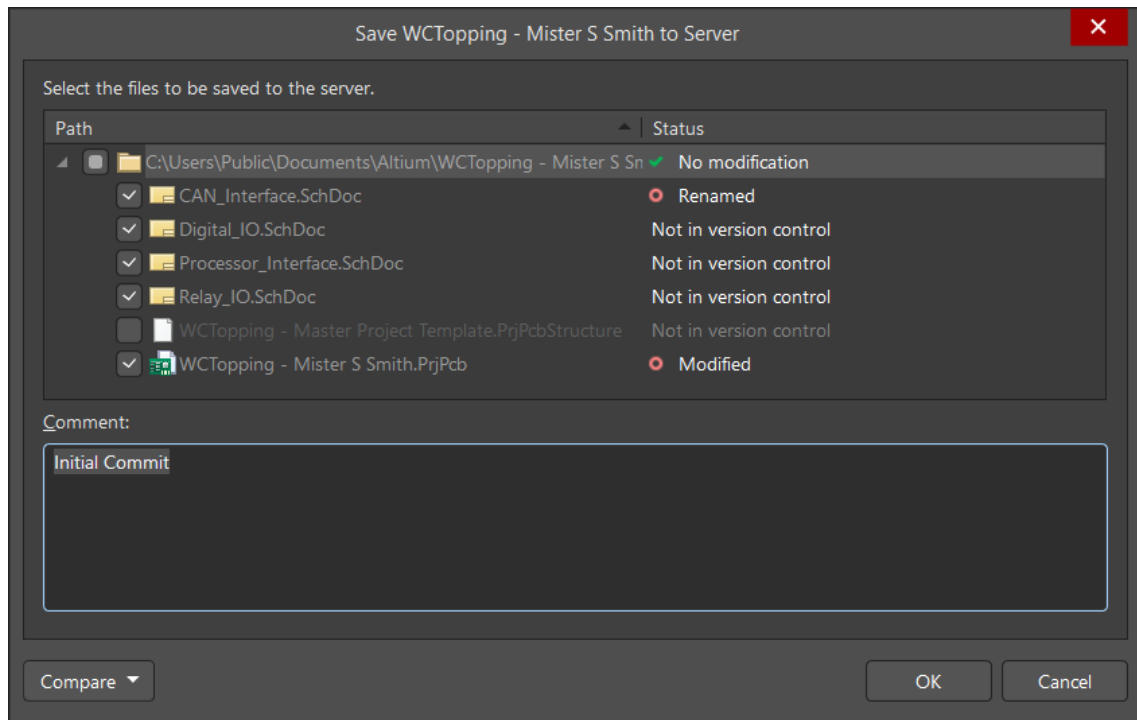 Save WCTopping - Mister S Smith to Server
Select the files to be saved to the server.
Path Status
C:\Users\Public\Documents\Altium\WCTopping - Mister S Sn No modification
CAN_Interface.SchDoc Renamed
Digital_IO.SchDoc Not in version control
Processor_Interface.SchDoc Not in version control
Relay_IO.SchDoc Not in version control
WCTopping - Master Project Template.PrjPcbStructure Not in version control
WCTopping - Mister S Smith.PrjPcb Modified
Comment:
Initial Commit
Compare OK Cancel